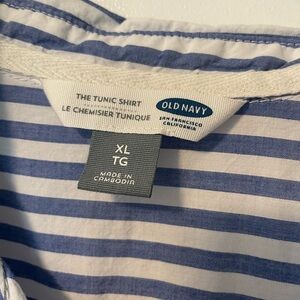 THE TUNIC SHIRT
LE CHEMISIER TUNIQUE
OLD NAVY
SAN FRANCISCO
CALIFORNIA
XL
TG
MADE IN
CAMBODIA